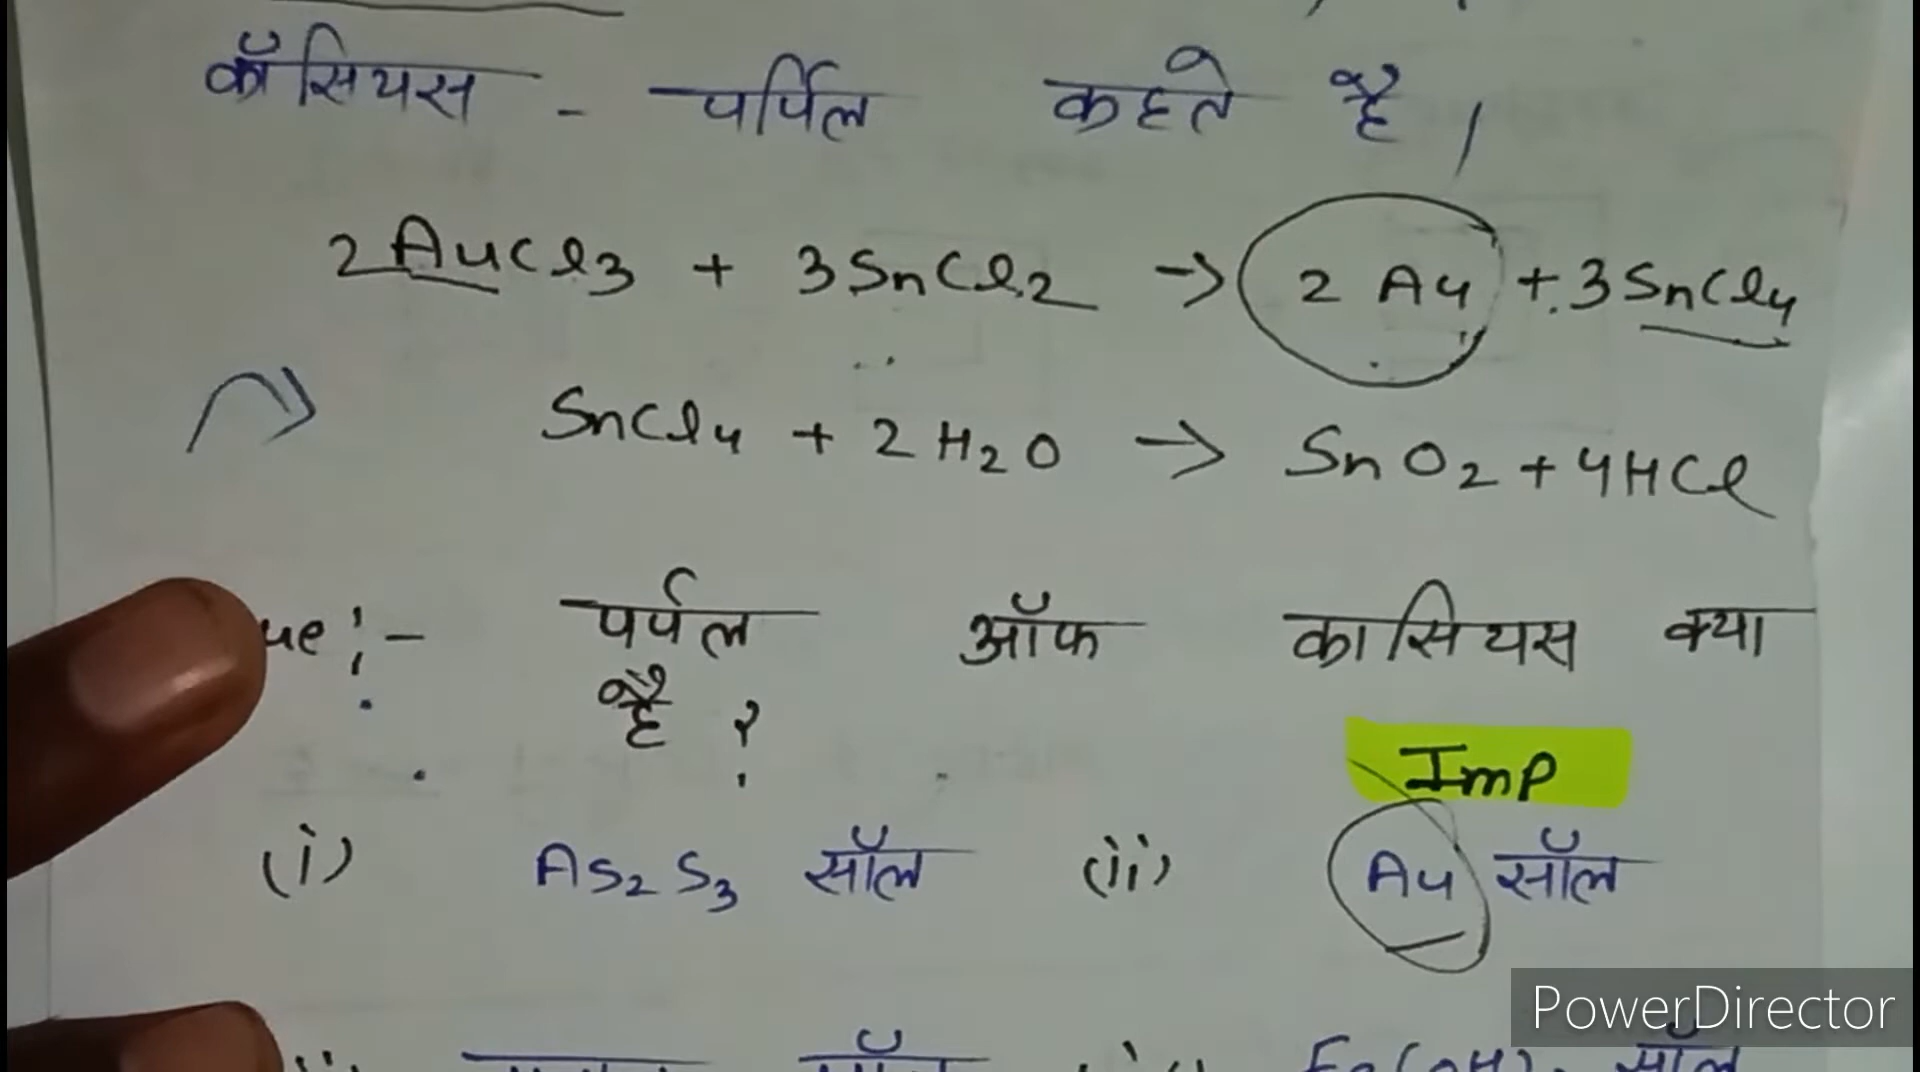 कॉसियस - पर्पिल कहते है।
2AuCl3 + 3SnCl2 → 2Au + 3SnCl4
SnCl4 + 2H2O → SnO2 + 4HCl
ue:- पर्पल ऑफ कासियस क्या
है ?
Imp
(i) As2S3 सॉल (ii) Au सॉल
PowerDirector